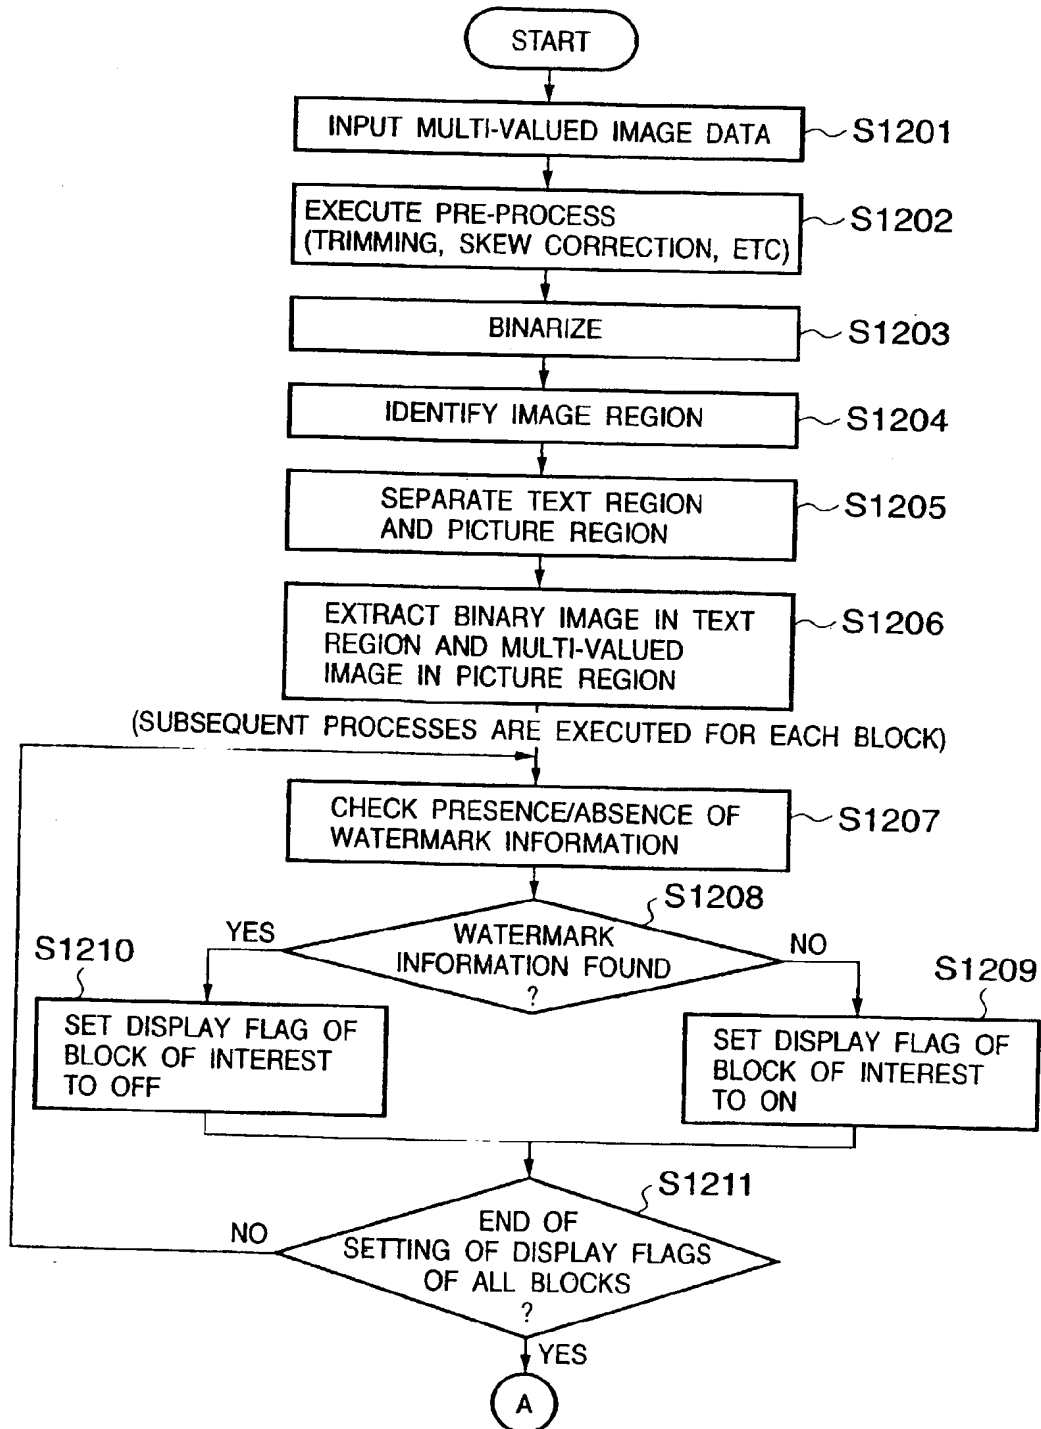 START
INPUT MULTI-VALUED IMAGE DATA
S1201
EXECUTE PRE-PROCESS
(TRIMMING, SKEW CORRECTION, ETC)
S1202
BINARIZE
S1203
IDENTIFY IMAGE REGION
S1204
SEPARATE TEXT REGION
AND PICTURE REGION
S1205
EXTRACT BINARY IMAGE IN TEXT
REGION AND MULTI-VALUED
IMAGE IN PICTURE REGION
S1206
(SUBSEQUENT PROCESSES ARE EXECUTED FOR EACH BLOCK)
CHECK PRESENCE/ABSENCE OF
WATERMARK INFORMATION
S1207
S1208
WATERMARK
INFORMATION FOUND
?
YES
NO
S1210
SET DISPLAY FLAG OF
BLOCK OF INTEREST
TO OFF
S1209
SET DISPLAY FLAG OF
BLOCK OF INTEREST
TO ON
S1211
END OF
SETTING OF DISPLAY FLAGS
OF ALL BLOCKS
?
NO
YES
A